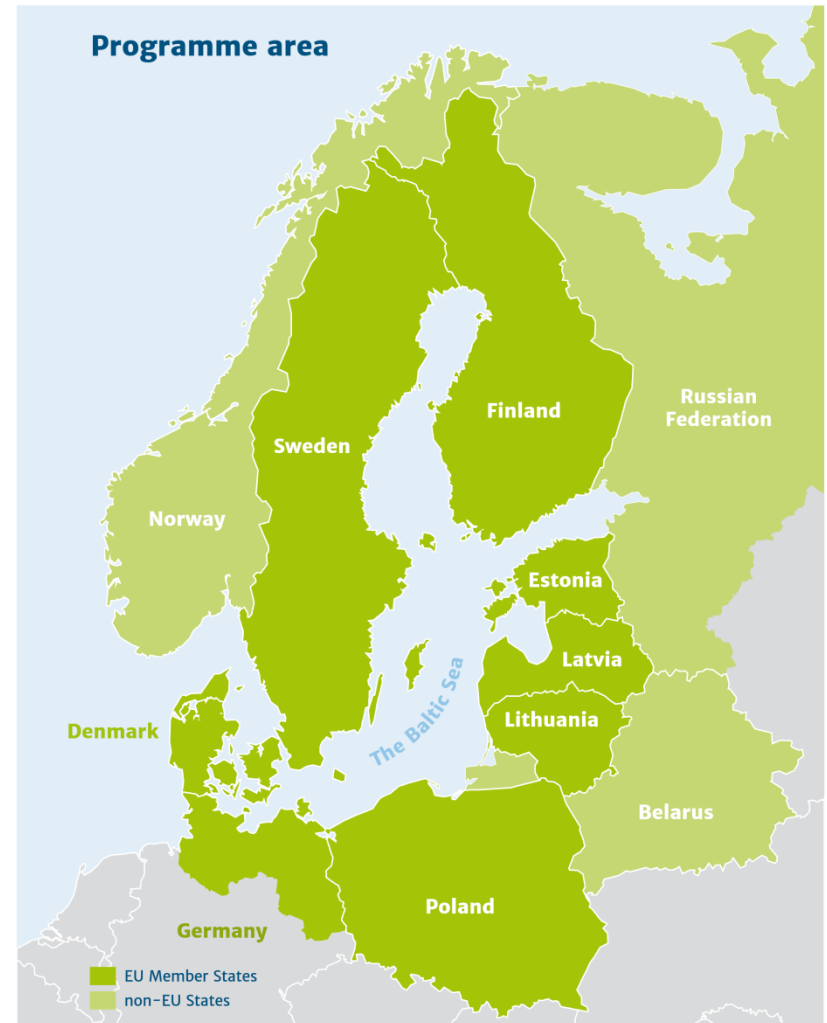 Programme area
Russian
Federation
Finland
Sweden
Norway
Estonia
Latvia
The Baltic Sea
Lithuania
Denmark
Belarus
Poland
Germany
EU Member States
non-EU States